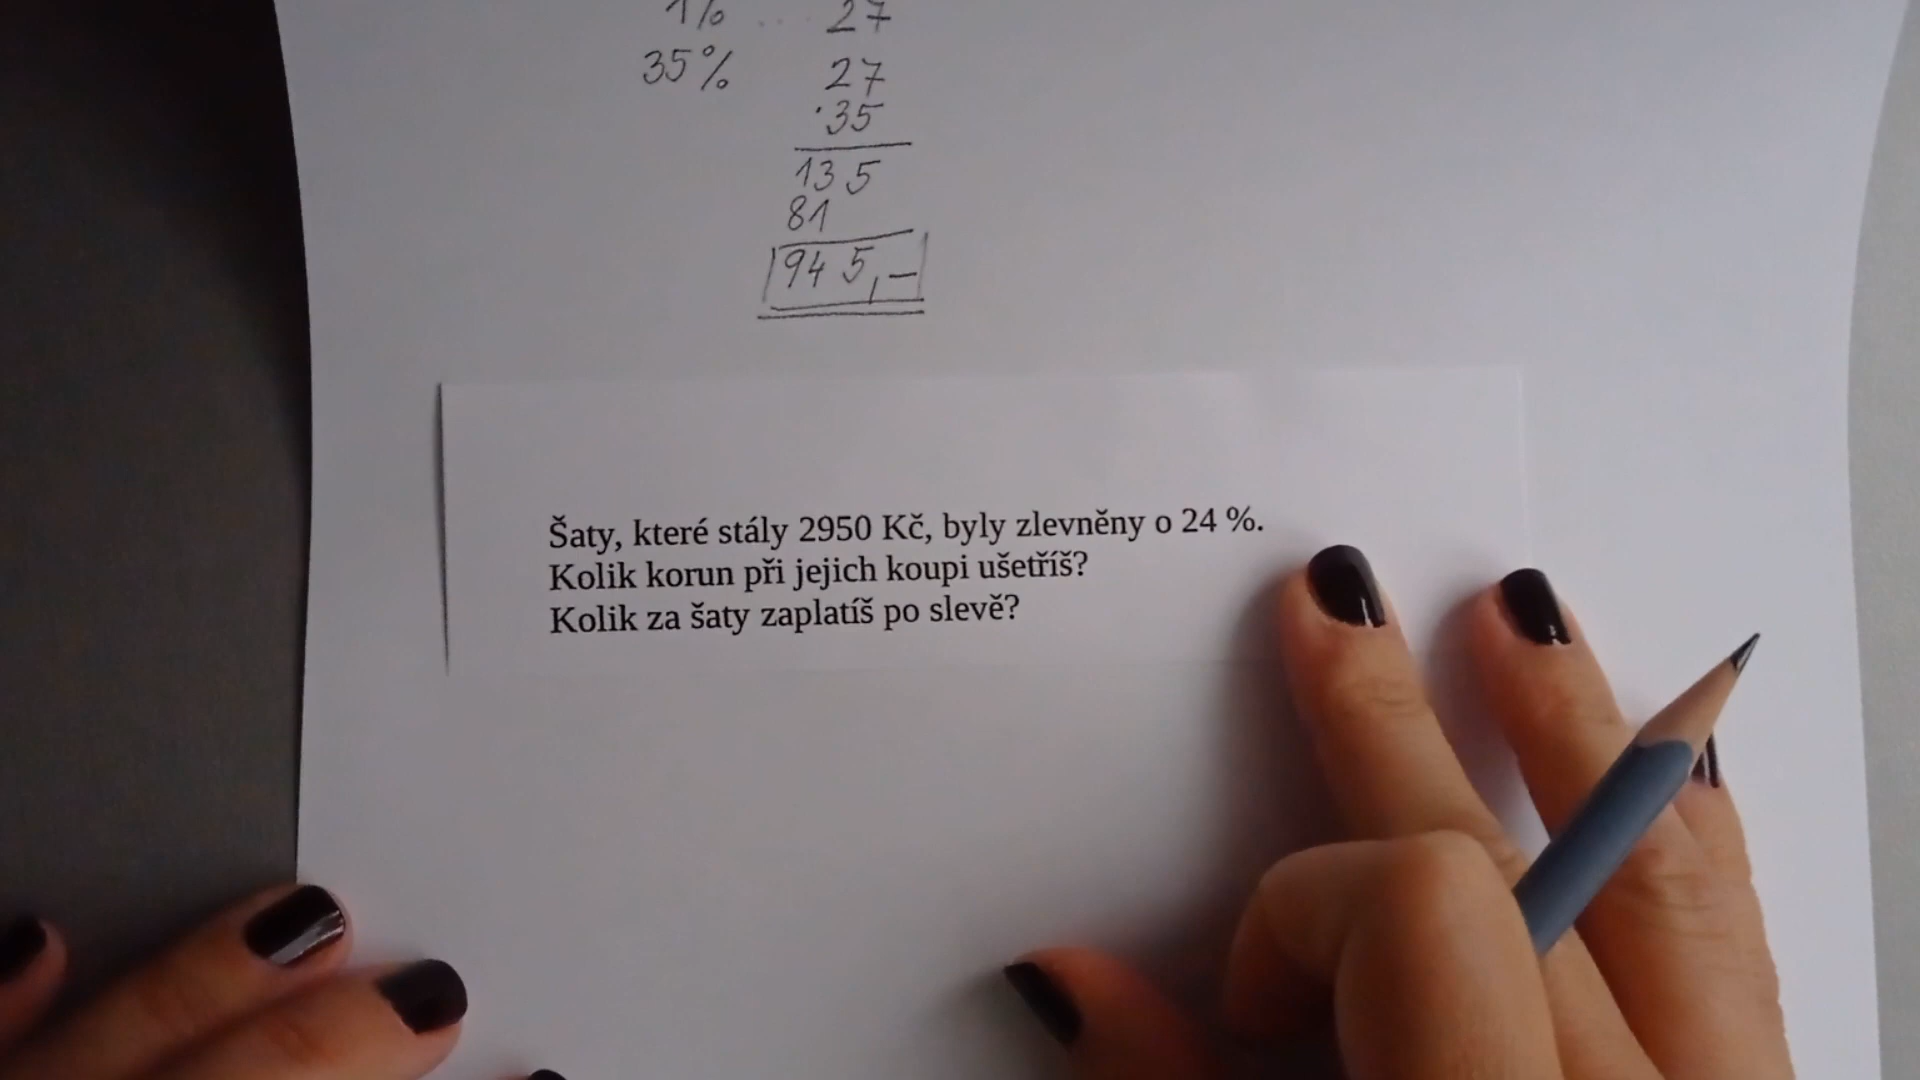 1% .. 27
35% 27
·35
135
81
945,-
Šaty, které stály 2950 Kč, byly zlevněny o 24 %.
Kolik korun při jejich koupi ušetříš?
Kolik za šaty zaplatíš po slevě?